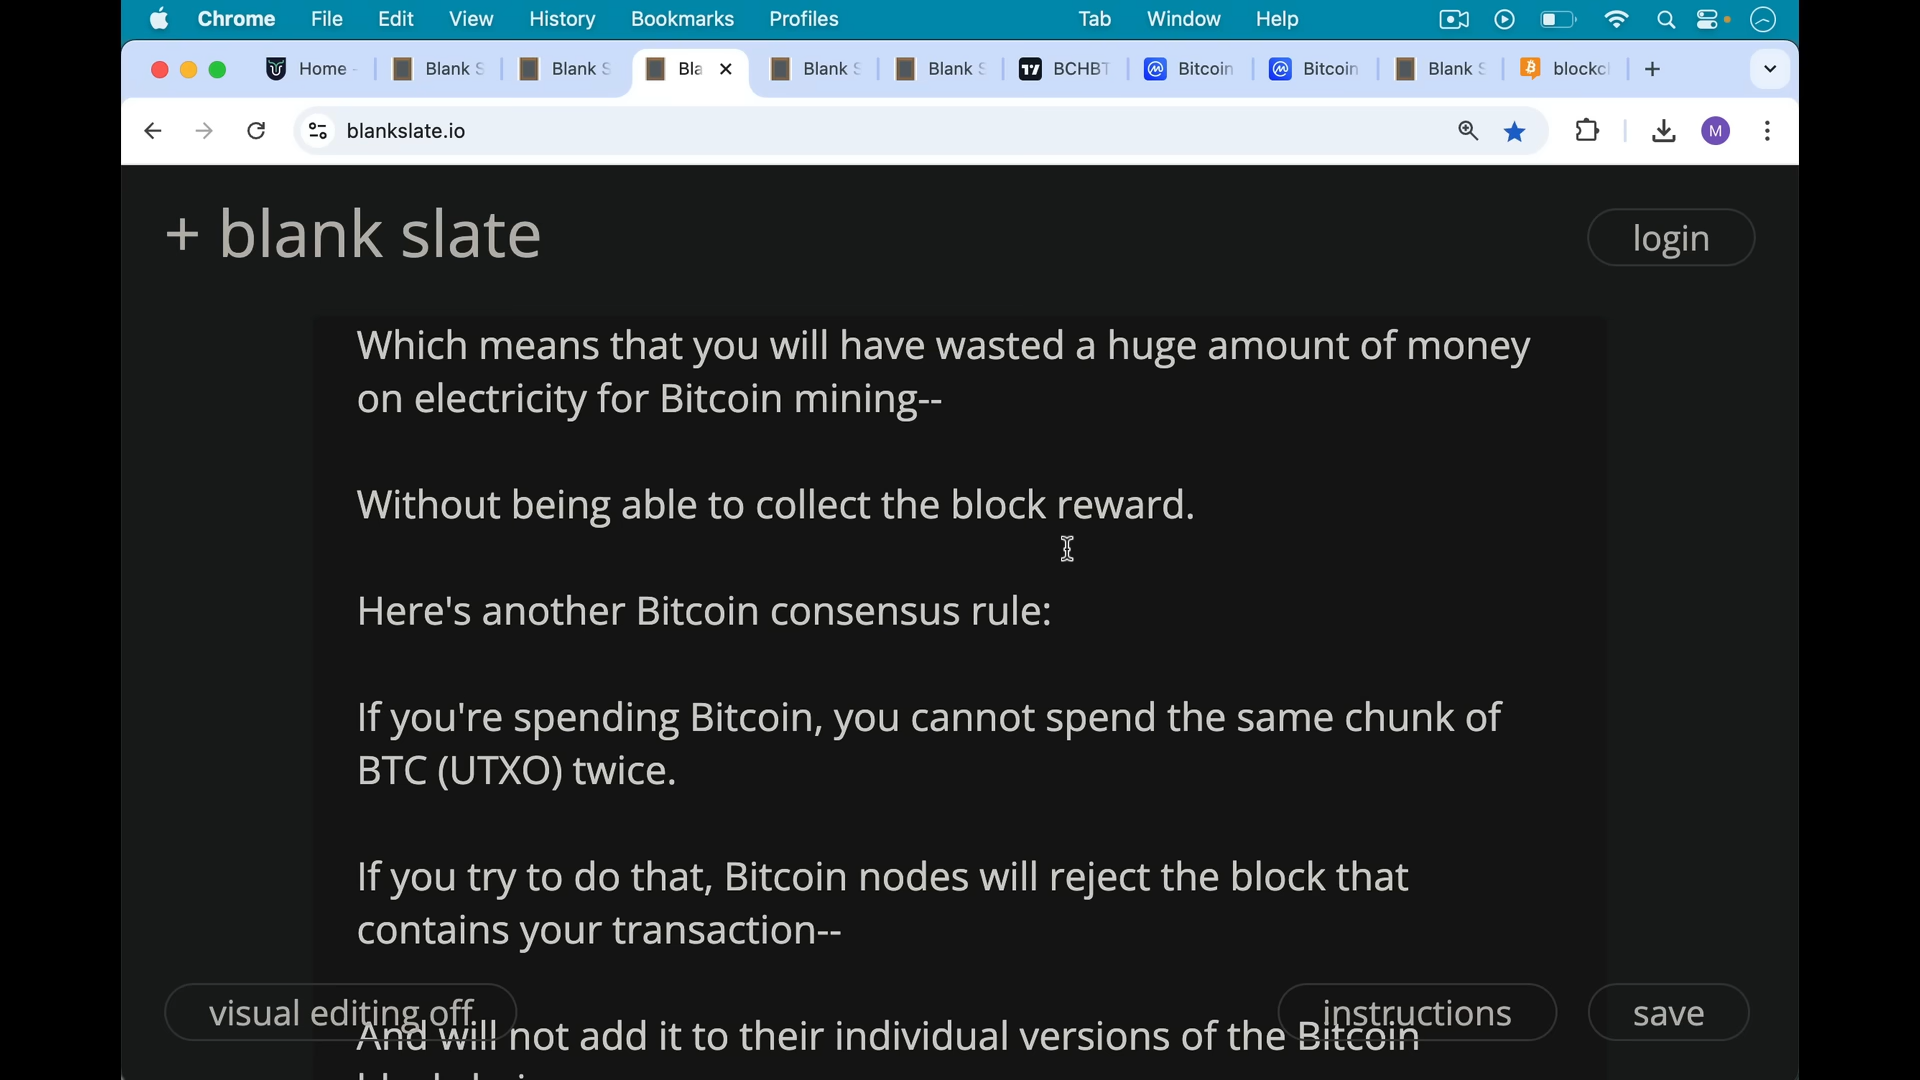 Chrome File Edit View History Bookmarks Profiles Tab Window Help
Home - Blank S Blank S Bla Blank S Blank S BCHBT Bitcoin Bitcoin Blank S blockc
blankslate.io
M
+ blank slate
login
Which means that you will have wasted a huge amount of money
on electricity for Bitcoin mining--
Without being able to collect the block reward.
Here's another Bitcoin consensus rule:
If you're spending Bitcoin, you cannot spend the same chunk of
BTC (UTXO) twice.
If you try to do that, Bitcoin nodes will reject the block that
contains your transaction--
visual editing off
instructions
save
And will not add it to their individual versions of the Bitcoin